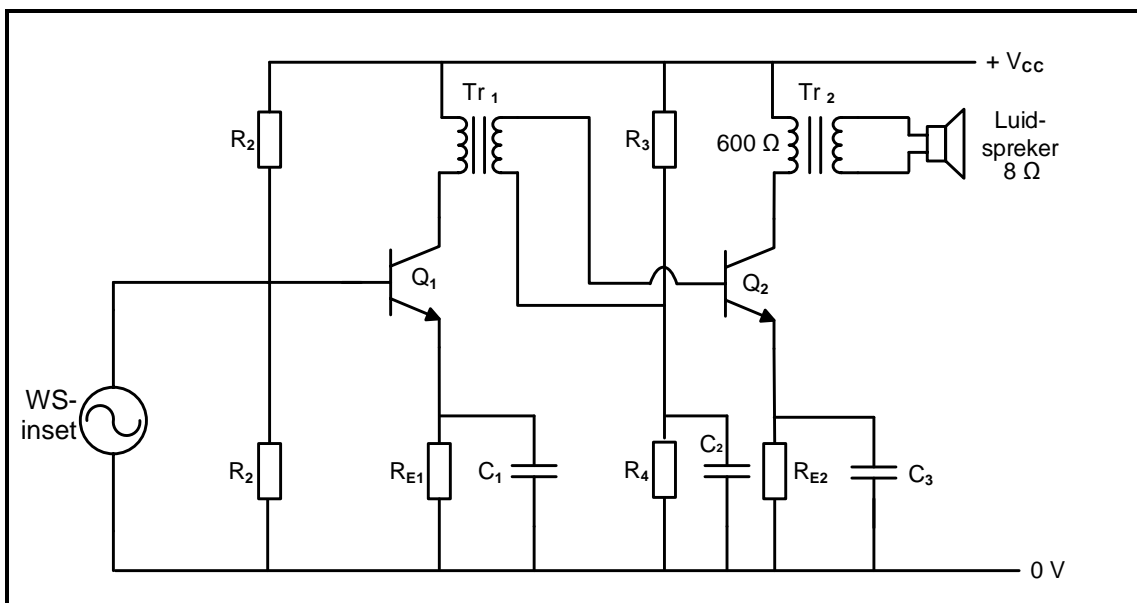 + VCC
Tr 1
Tr 2
R2
R3
600 Ω
Luid-
spreker
8 Ω
Q1
Q2
WS-
inset
R2
RE1
C1
R4
C2
RE2
C3
0 V